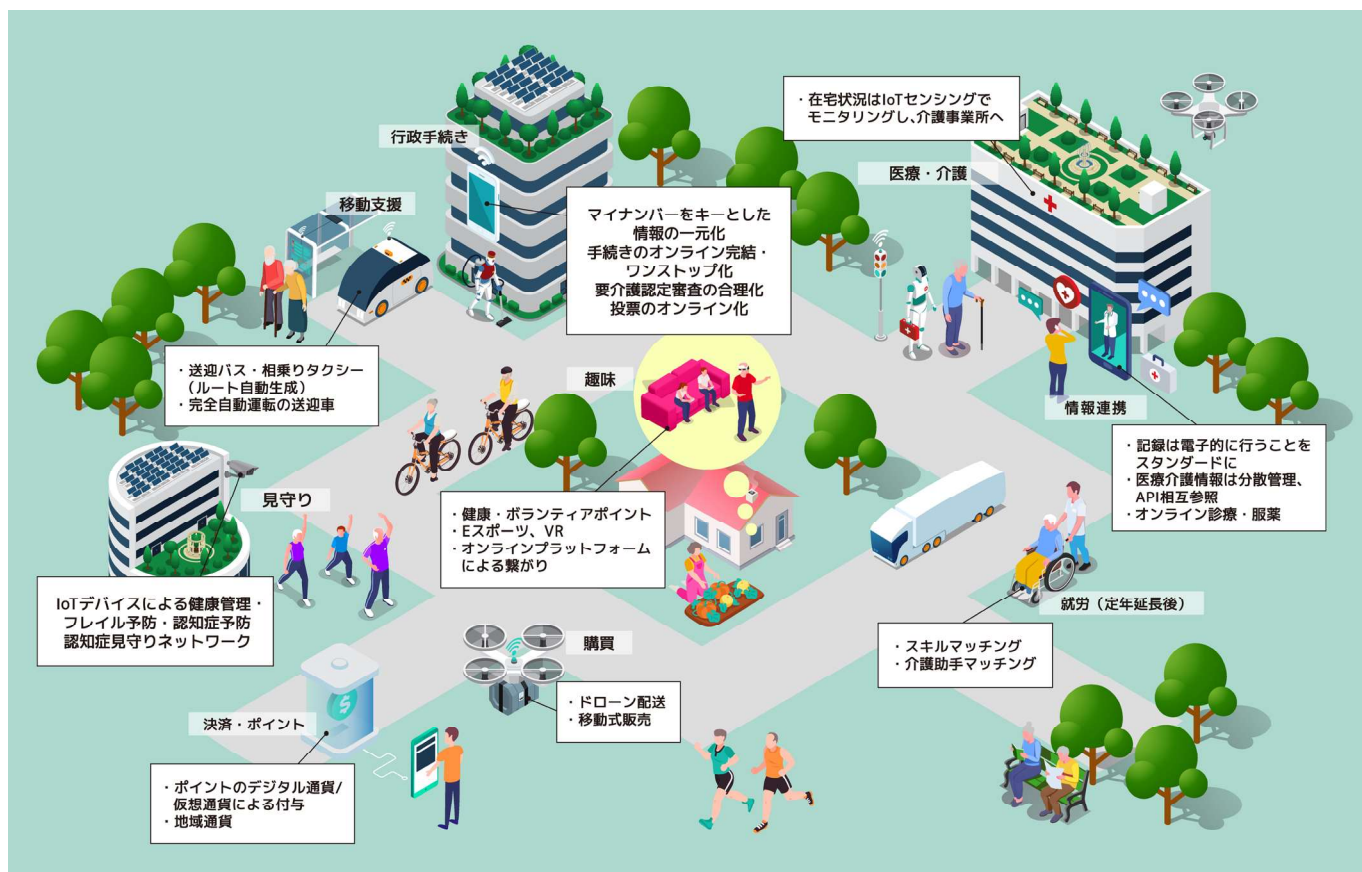 行政手続き
マイナンバーをキーとした
情報の一元化
手続きのオンライン完結・
ワンストップ化
要介護認定審査の合理化
投票のオンライン化
・在宅状況はIoTセンシングで
モニタリングし、介護事業所へ
医療・介護
移動支援
・送迎バス・相乗りタクシー
（ルート自動生成）
・完全自動運転の送迎車
趣味
・健康・ボランティアポイント
・Eスポーツ、VR
・オンラインプラットフォーム
による繋がり
情報連携
・記録は電子的に行うことを
スタンダードに
・医療介護情報は分散管理、
API相互参照
・オンライン診療・服薬
見守り
IoTデバイスによる健康管理・
フレイル予防・認知症予防
認知症見守りネットワーク
就労（定年延長後）
・スキルマッチング
・介護助手マッチング
購買
・ドローン配送
・移動式販売
決済・ポイント
・ポイントのデジタル通貨/
仮想通貨による付与
・地域通貨